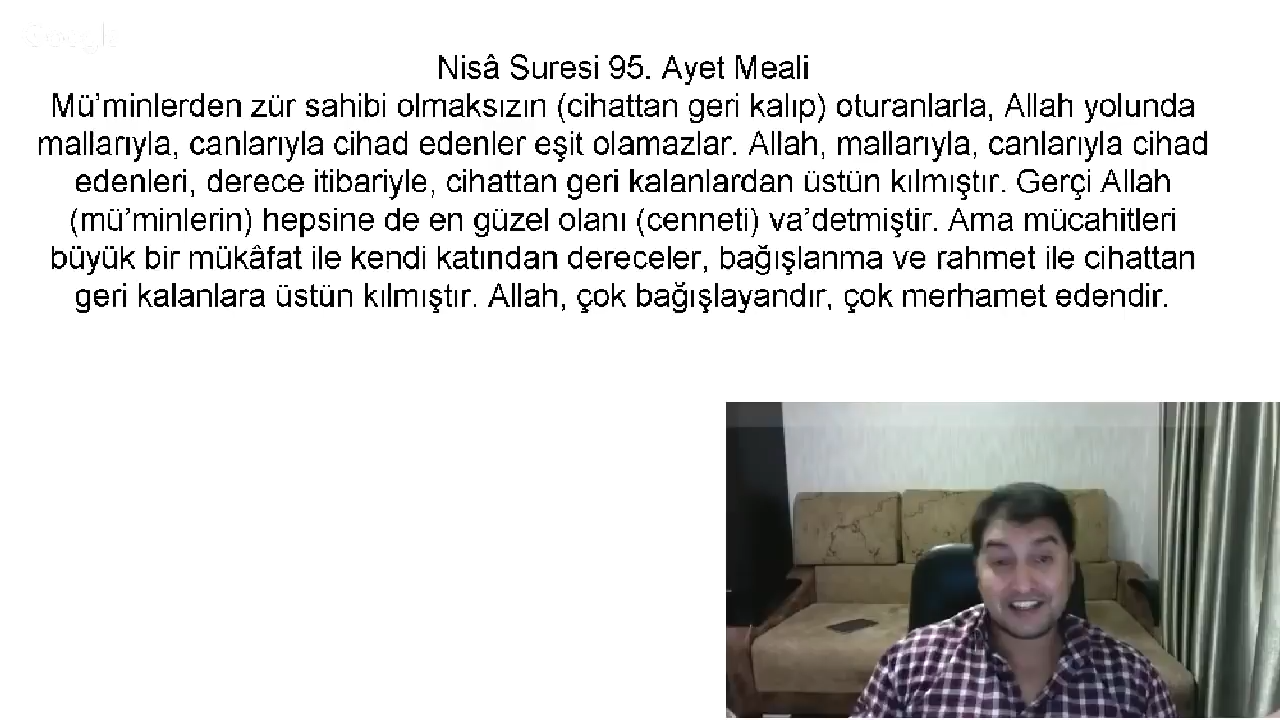 Google
Nisâ Suresi 95. Ayet Meali
Mü’minlerden zür sahibi olmaksızın (cihattan geri kalıp) oturanlarla, Allah yolunda
mallarıyla, canlarıyla cihad edenler eşit olamazlar. Allah, mallarıyla, canlarıyla cihad
edenleri, derece itibariyle, cihattan geri kalanlardan üstün kılmıştır. Gerçi Allah
(mü’minlerin) hepsine de en güzel olanı (cenneti) va’detmiştir. Ama mücahitleri
büyük bir mükâfat ile kendi katından dereceler, bağışlanma ve rahmet ile cihattan
geri kalanlara üstün kılmıştır. Allah, çok bağışlayandır, çok merhamet edendir.